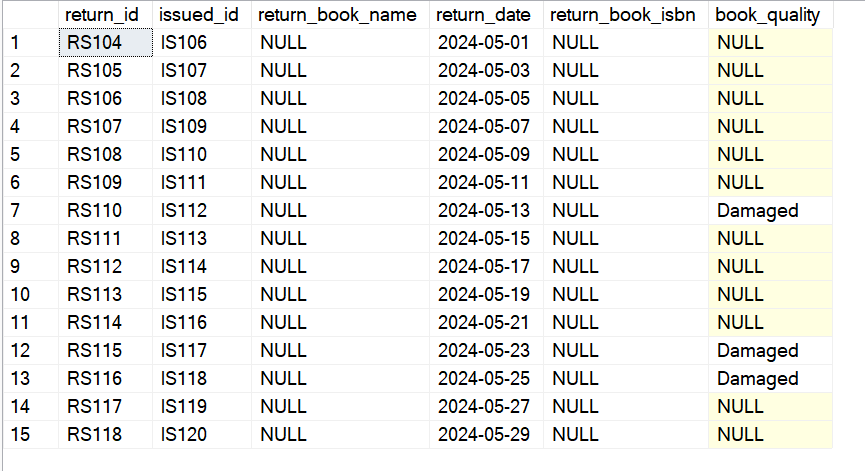 return_id issued_id return_book_name return_date return_book_isbn book_quality
1 RS104 IS106 NULL 2024-05-01 NULL NULL
2 RS105 IS107 NULL 2024-05-03 NULL NULL
3 RS106 IS108 NULL 2024-05-05 NULL NULL
4 RS107 IS109 NULL 2024-05-07 NULL NULL
5 RS108 IS110 NULL 2024-05-09 NULL NULL
6 RS109 IS111 NULL 2024-05-11 NULL NULL
7 RS110 IS112 NULL 2024-05-13 NULL Damaged
8 RS111 IS113 NULL 2024-05-15 NULL NULL
9 RS112 IS114 NULL 2024-05-17 NULL NULL
10 RS113 IS115 NULL 2024-05-19 NULL NULL
11 RS114 IS116 NULL 2024-05-21 NULL NULL
12 RS115 IS117 NULL 2024-05-23 NULL Damaged
13 RS116 IS118 NULL 2024-05-25 NULL Damaged
14 RS117 IS119 NULL 2024-05-27 NULL NULL
15 RS118 IS120 NULL 2024-05-29 NULL NULL